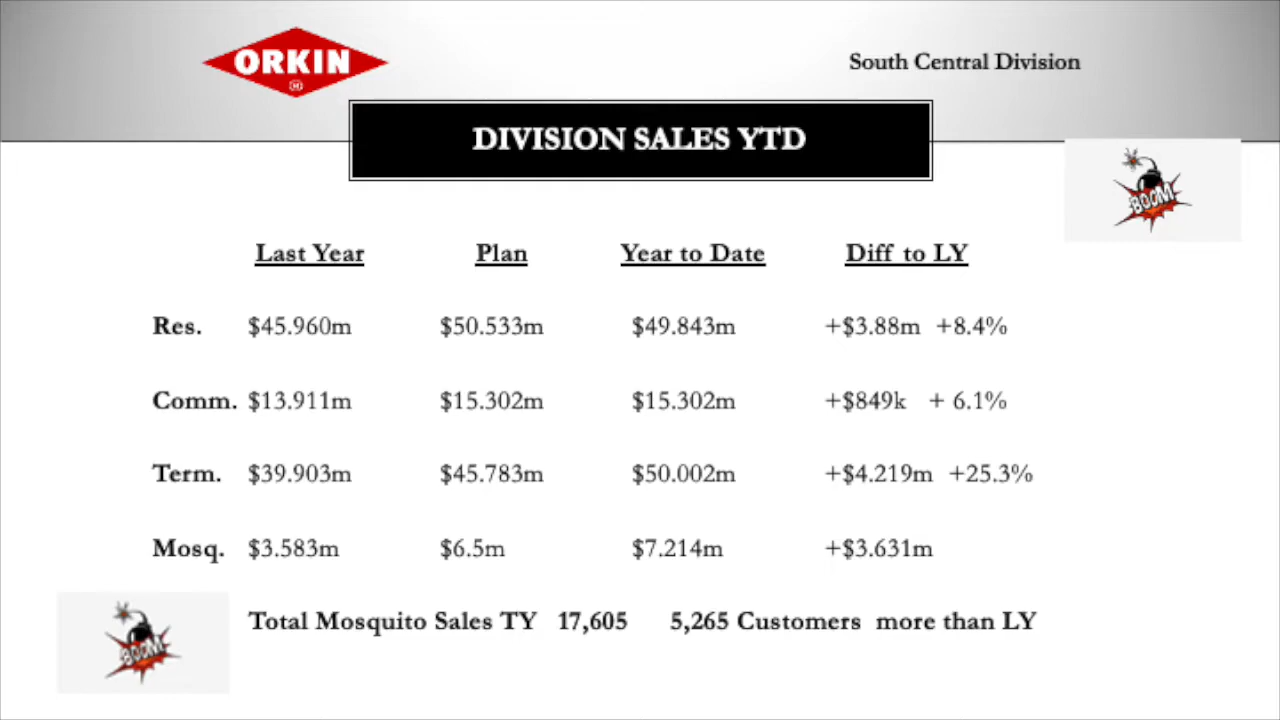 ORKIN
South Central Division
DIVISION SALES YTD
BOOM
Last Year Plan Year to Date Diff to LY
Res. $45.960m $50.533m $49.843m +$3.88m +8.4%
Comm. $13.911m $15.302m $15.302m +$849k + 6.1%
Term. $39.903m $45.783m $50.002m +$4.219m +25.3%
Mosq. $3.583m $6.5m $7.214m +$3.631m
Total Mosquito Sales TY 17,605 5,265 Customers more than LY
BOOM